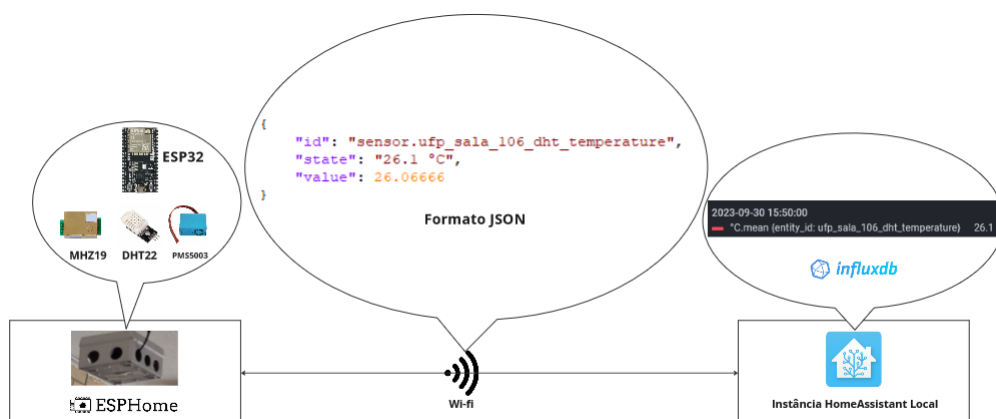 ESP32
MHZ19
DHT22
PMS5003
ESPHome
{
"id": "sensor.ufp_sala_106_dht_temperature",
"state": "26.1 °C",
"value": 26.06666
}
Formato JSON
Wi-fi
2023-09-30 15:50:00
°C.mean (entity_id: ufp_sala_106_dht_temperature) 26.1
influxdb
Instância HomeAssistant Local